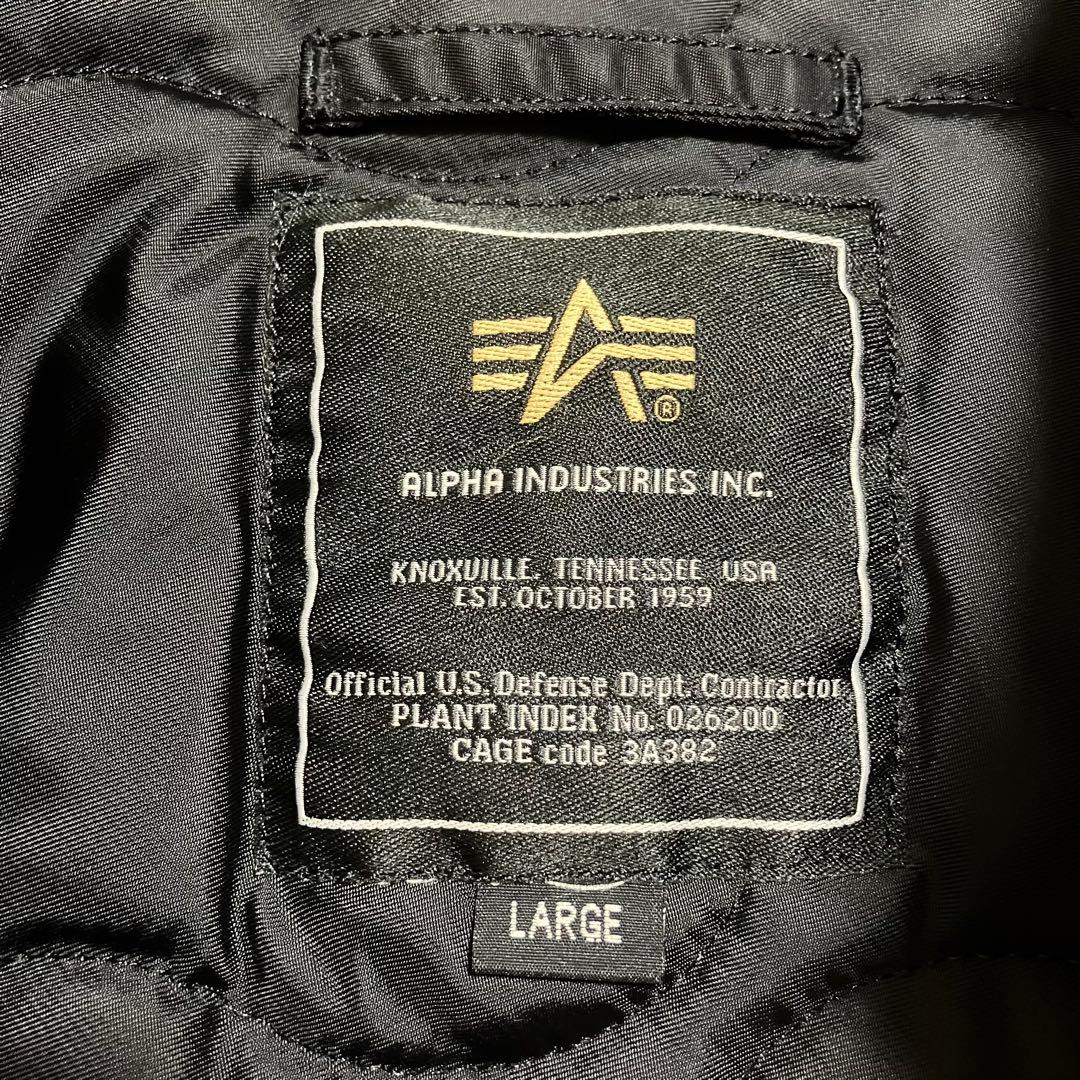 ®
ALPHA INDUSTRIES INC.
KNOXVILLE. TENNESSEE USA
EST. OCTOBER 1959
Official U.S. Defense Dept. Contractor
PLANT INDEX No. 026200
CAGE code 3A382
LARGE